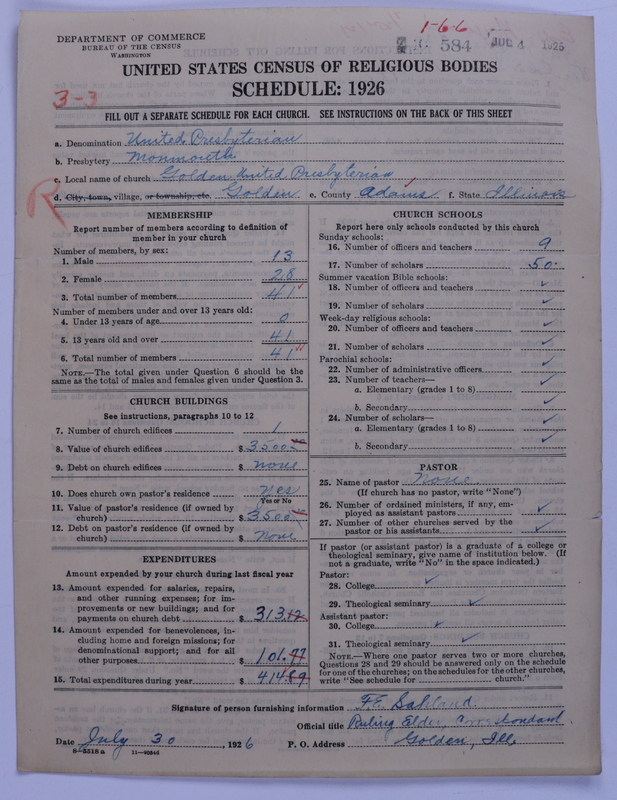 1-6-6
DEPARTMENT OF COMMERCE
BUREAU OF THE CENSUS
WASHINGTON
584 1926
UNITED STATES CENSUS OF RELIGIOUS BODIES
SCHEDULE: 1926
3-3
FILL OUT A SEPARATE SCHEDULE FOR EACH CHURCH. SEE INSTRUCTIONS ON THE BACK OF THIS SHEET
a. Denomination United Presbyterian
b. Presbytery Monmouth
c. Local name of church Golden United Presbyterian
R
d. City, town, village, or township, etc. Golden e. County Adams f. State Illinois
MEMBERSHIP
Report number of members according to definition of
member in your church
Number of members, by sex:
1. Male 13
2. Female 28
3. Total number of members 41
Number of members under and over 13 years old:
4. Under 13 years of age 0
5. 13 years old and over 41
6. Total number of members 41
NOTE.—The total given under Question 6 should be
same as the total of males and females given under Question 3.
CHURCH BUILDINGS
See instructions, paragraphs 10 to 12
7. Number of church edifices 1
8. Value of church edifices $ 3500
9. Debt on church edifices $ None
10. Does church own pastor's residence Yes
Yes or No
11. Value of pastor's residence (if owned by
church) $ 3500
12. Debt on pastor's residence (if owned by
church) $ None
EXPENDITURES
Amount expended by your church during last fiscal year
13. Amount expended for salaries, repairs,
and other running expenses; for im-
provements or new buildings; and for
payments on church debt $ 313.12
14. Amount expended for benevolences, in-
cluding home and foreign missions; for
denominational support; and for all
other purposes $ 101.77
15. Total expenditures during year $ 414.89
CHURCH SCHOOLS
Report here only schools conducted by this church
Sunday schools:
16. Number of officers and teachers 9
17. Number of scholars 50
Summer vacation Bible schools:
18. Number of officers and teachers ✓
19. Number of scholars ✓
Week-day religious schools:
20. Number of officers and teachers ✓
21. Number of scholars ✓
Parochial schools:
22. Number of administrative officers ✓
23. Number of teachers—
a. Elementary (grades 1 to 8) ✓
b. Secondary ✓
24. Number of scholars—
a. Elementary (grades 1 to 8) ✓
b. Secondary ✓
PASTOR
25. Name of pastor None
(If church has no pastor, write "None")
26. Number of ordained ministers, if any, em-
ployed as assistant pastors ✓
27. Number of other churches served by the
pastor or his assistants ✓
If pastor (or assistant pastor) is a graduate of a college or
theological seminary, give name of institution below. (If
not a graduate, write "No" in the space indicated.)
Pastor:
28. College ✓
29. Theological seminary ✓
Assistant pastor:
30. College ✓
31. Theological seminary ✓
NOTE.—Where one pastor serves two or more churches,
Questions 28 and 29 should be answered only on the schedule
for one of the churches; on the schedules for the other churches,
write "See schedule for church."
Signature of person furnishing information F.E.
Official title Ruling Elder,
Date July 30, 1926 P. O. Address Golden, Ill.
8-5518 a